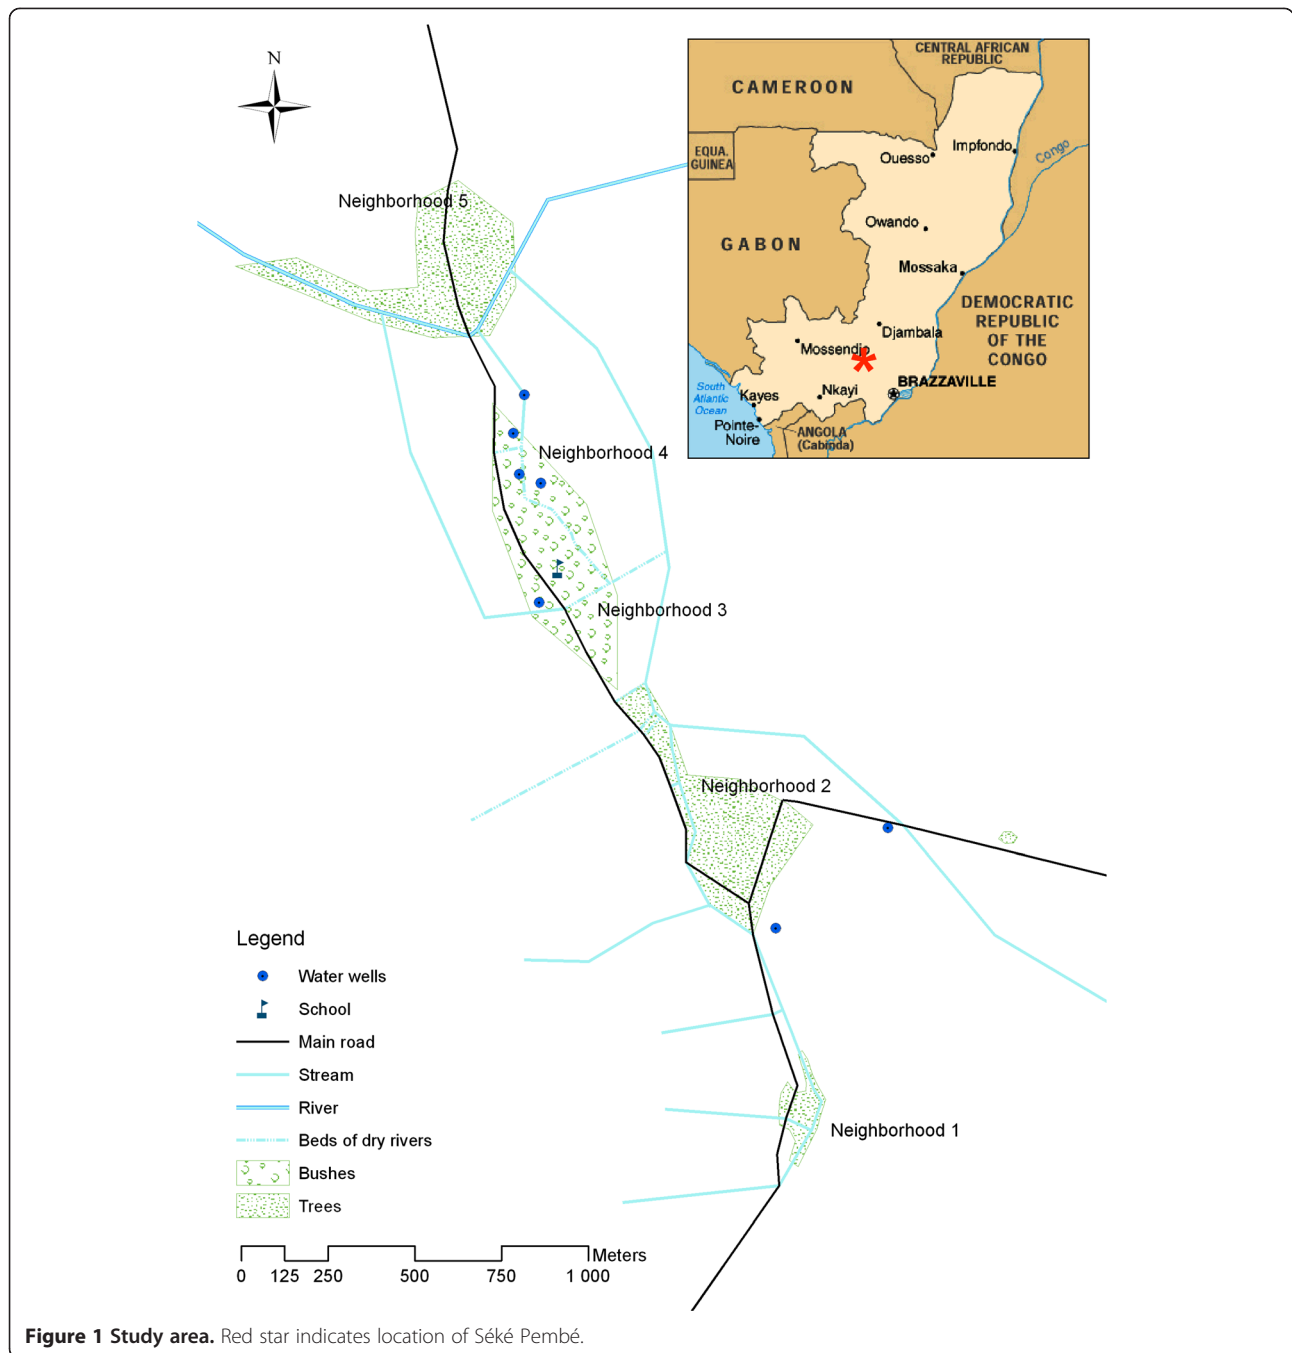 N
CENTRAL AFRICAN
REPUBLIC
CAMEROON
EQUA.
GUINEA
Ouesso
Impfondo
Congo
Owando
GABON
Mossaka
DEMOCRATIC
REPUBLIC
OF THE
CONGO
Djambala
Mossendjo
BRAZZAVILLE
South
Atlantic
Ocean
Kayes
Nkayi
Pointe-
Noire
ANGOLA
(Cabinda)
Neighborhood 5
Neighborhood 4
Neighborhood 3
Neighborhood 2
Neighborhood 1
Legend
Water wells
School
Main road
Stream
River
Beds of dry rivers
Bushes
Trees
Meters
0 125 250 500 750 1 000
Figure 1 Study area. Red star indicates location of Séké Pembé.